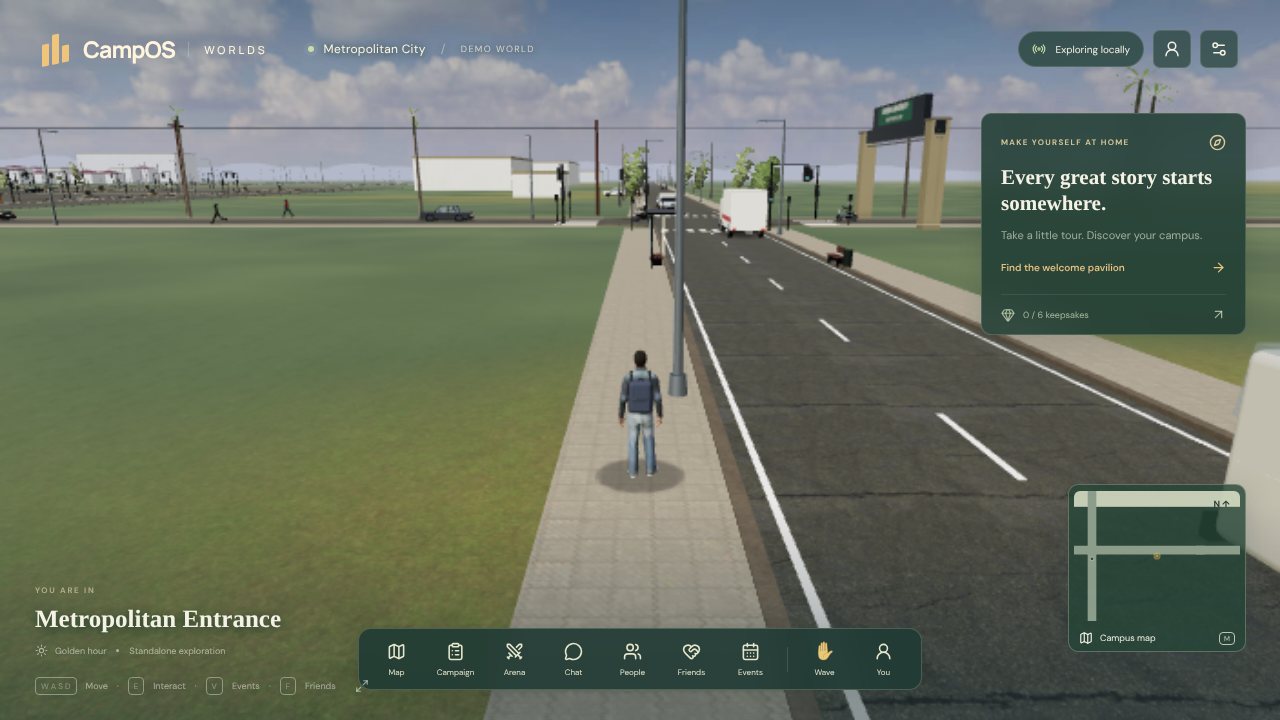 CampOS WORLDS Metropolitan City / DEMO WORLD
Exploring locally
MAKE YOURSELF AT HOME
Every great story starts
somewhere.
Take a little tour. Discover your campus.
Find the welcome pavilion
0 / 6 keepsakes
N
Campus map M
YOU ARE IN
Metropolitan Entrance
Golden hour • Standalone exploration
WASD Move · E Interact · V Events · F Friends
Map Campaign Arena Chat People Friends Events Wave You